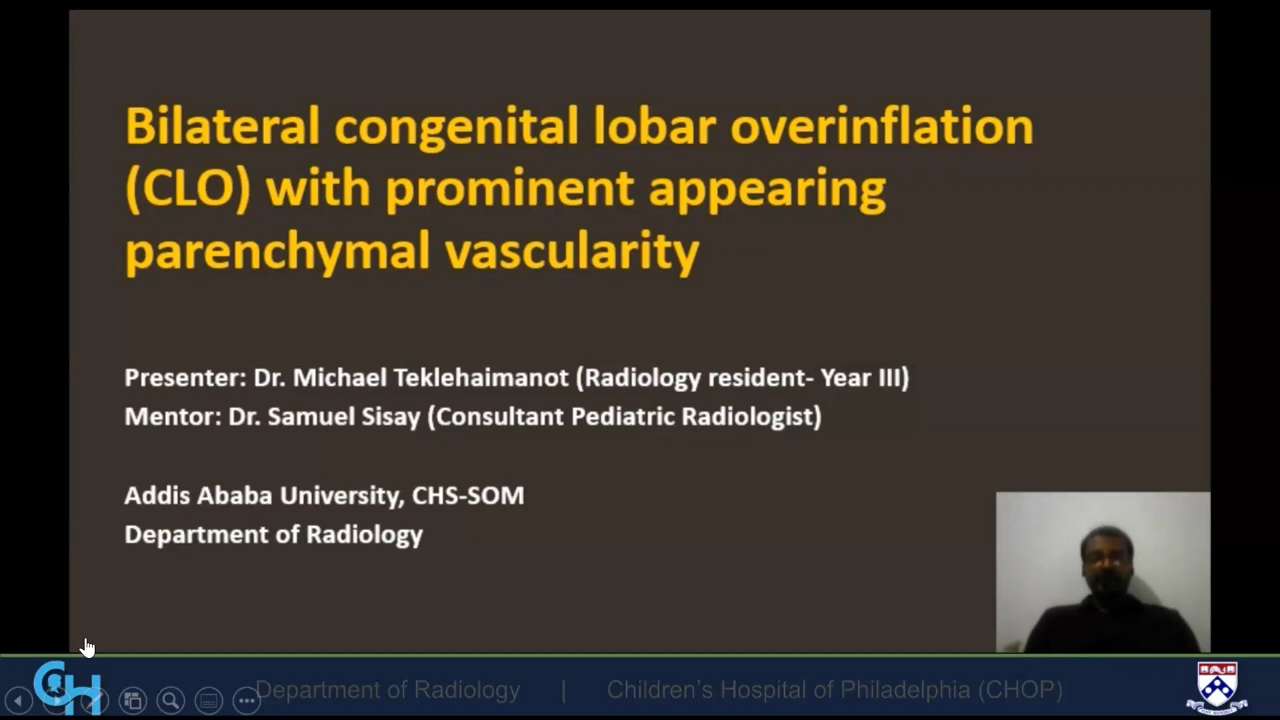 Bilateral congenital lobar overinflation
(CLO) with prominent appearing
parenchymal vascularity
Presenter: Dr. Michael Teklehaimanot (Radiology resident- Year III)
Mentor: Dr. Samuel Sisay (Consultant Pediatric Radiologist)
Addis Ababa University, CHS-SOM
Department of Radiology
CH Department of Radiology | Children's Hospital of Philadelphia (CHOP)